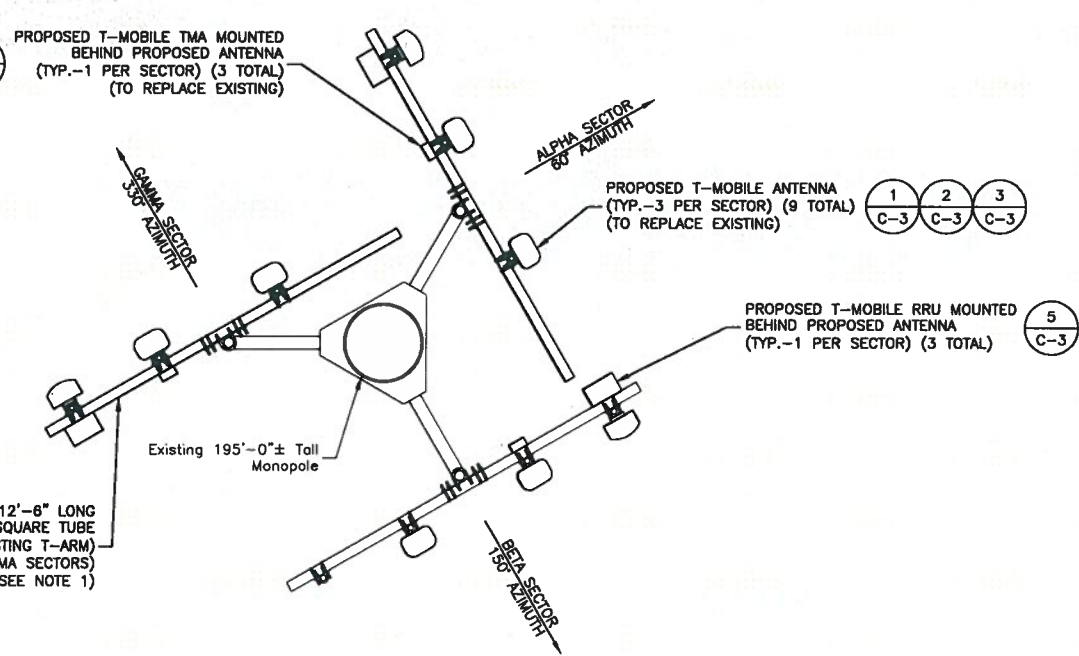 PROPOSED T-MOBILE TMA MOUNTED
BEHIND PROPOSED ANTENNA
(TYP.-1 PER SECTOR) (3 TOTAL)
(TO REPLACE EXISTING)
ALPHA SECTOR
60° AZIMUTH
GAMMA SECTOR
330° AZIMUTH
PROPOSED T-MOBILE ANTENNA
(TYP.-3 PER SECTOR) (9 TOTAL)
(TO REPLACE EXISTING)
1 2 3
C-3 C-3 C-3
PROPOSED T-MOBILE RRU MOUNTED
BEHIND PROPOSED ANTENNA
(TYP.-1 PER SECTOR) (3 TOTAL)
5
C-3
Existing 195'-0"± Tall
Monopole
12'-6" LONG
SQUARE TUBE
STING T-ARM)
MA SECTORS)
SEE NOTE 1)
BETA SECTOR
150° AZIMUTH